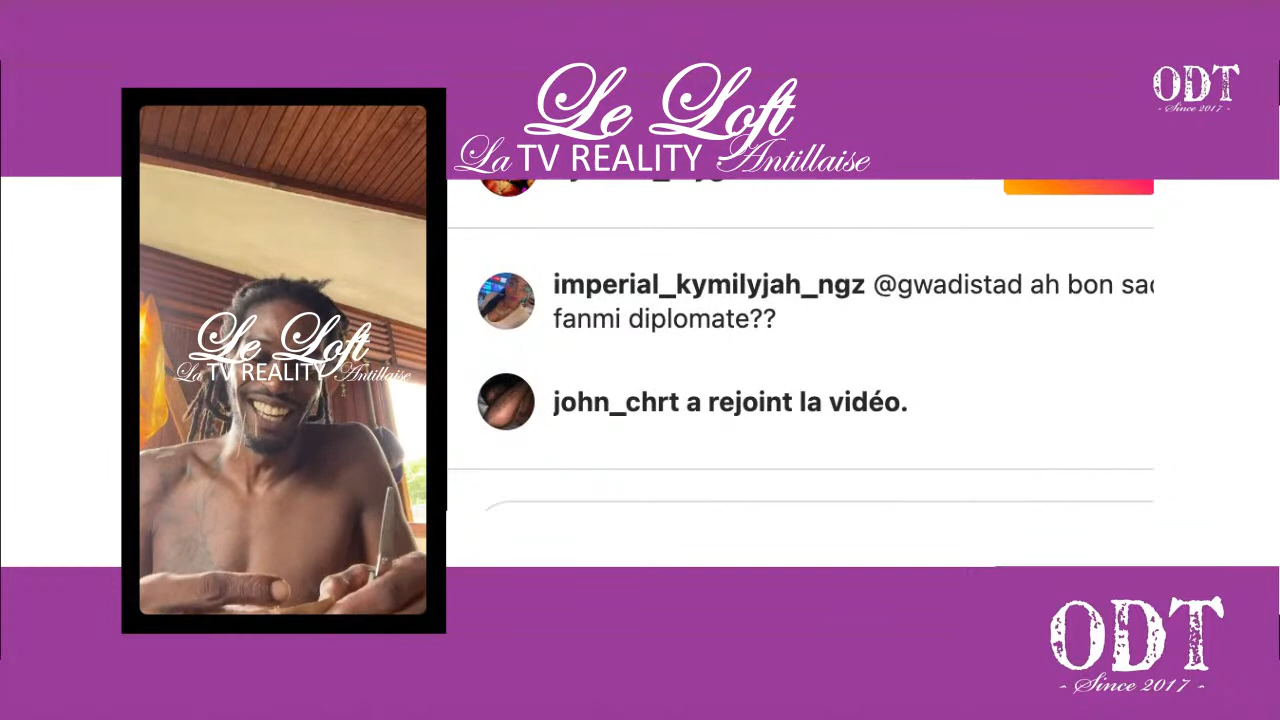 Le Loft
La TV REALITY Antillaise
ODT
- Since 2017 -
imperial_kymilyjah_ngz @gwadistad ah bon
fanmi diplomate??
john_chrt a rejoint la vidéo.
Le Loft
La TV REALITY Antillaise
ODT
- Since 2017 -